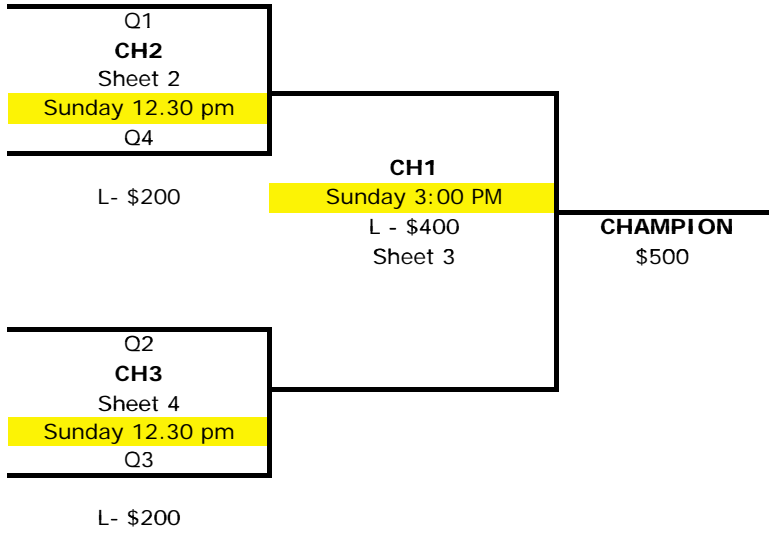 Q1
CH2
Sheet 2
Sunday 12.30 pm
Q4
L- $200
CH1
Sunday 3:00 PM
L - $400
Sheet 3
CHAMPION
$500
Q2
CH3
Sheet 4
Sunday 12.30 pm
Q3
L- $200